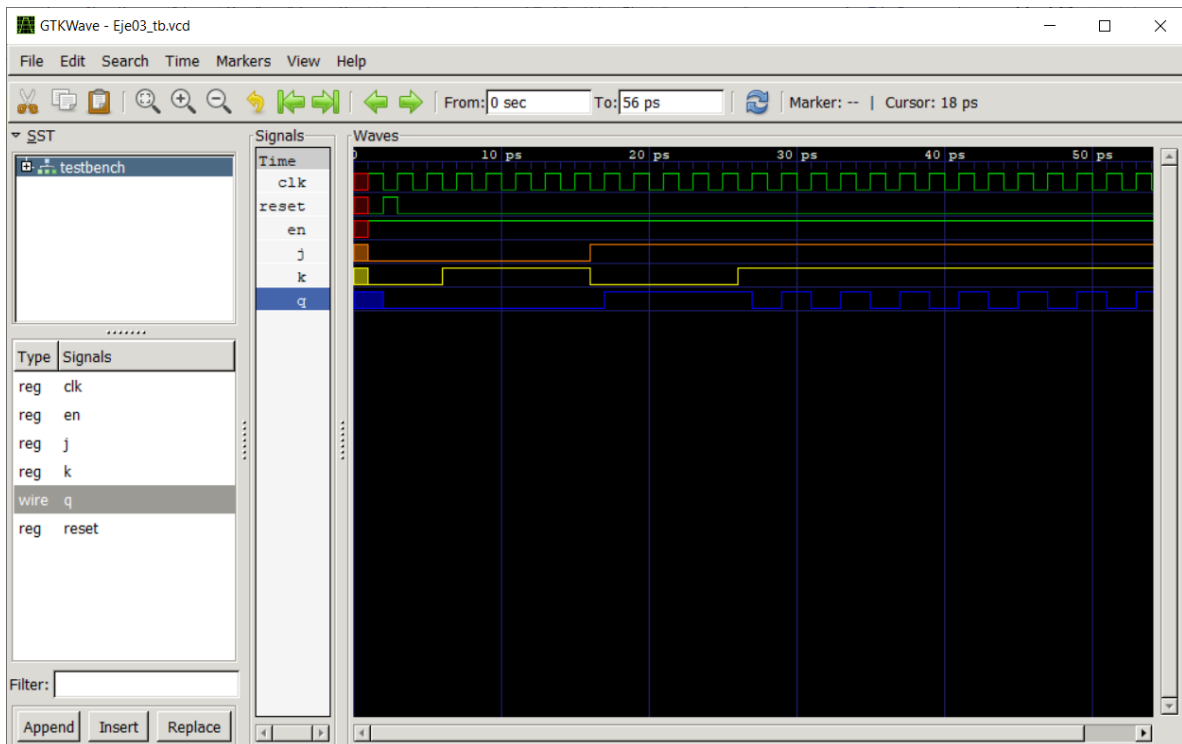 GTKWave - Eje03_tb.vcd
File Edit Search Time Markers View Help
From: 0 sec To: 56 ps Marker: -- | Cursor: 18 ps
SST
testbench
Type Signals
reg clk
reg en
reg j
reg k
wire q
reg reset
Filter:
Append Insert Replace
Signals
Time
clk
reset
en
j
k
q
Waves
10 ps 20 ps 30 ps 40 ps 50 ps